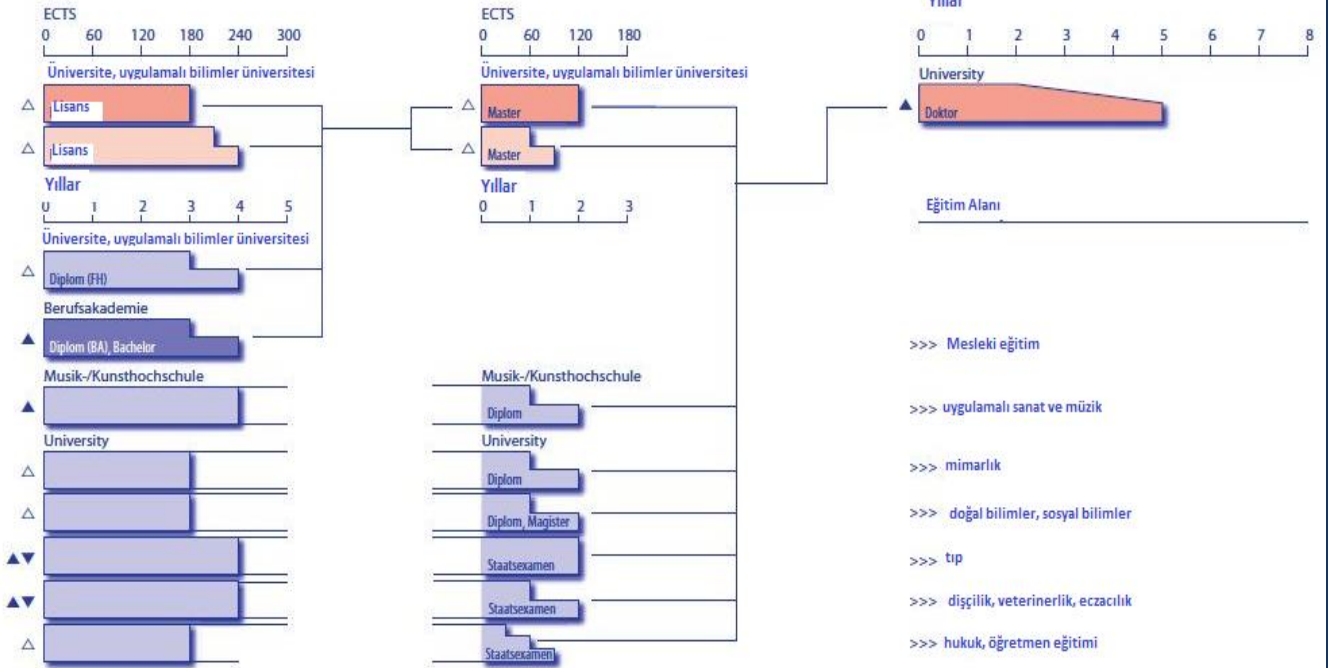 ECTS
0 60 120 180 240 300
Üniversite, uygulamalı bilimler üniversitesi
Lisans
Lisans
Yıllar
0 1 2 3 4 5
Üniversite, uygulamalı bilimler üniversitesi
Diplom (FH)
Berufsakademie
Diplom (BA), Bachelor
Musik-/Kunsthochschule
University
ECTS
0 60 120 180
Üniversite, uygulamalı bilimler üniversitesi
Master
Master
Yıllar
0 1 2 3
Musik-/Kunsthochschule
Diplom
University
Diplom
Diplom, Magister
Staatsexamen
Staatsexamen
Staatsexamen
Yıllar
0 1 2 3 4 5 6 7 8
University
Doktor
Eğitim Alanı
>>> Mesleki eğitim
>>> uygulamalı sanat ve müzik
>>> mimarlık
>>> doğal bilimler, sosyal bilimler
>>> tıp
>>> dişçilik, veterinerlik, eczacılık
>>> hukuk, öğretmen eğitimi